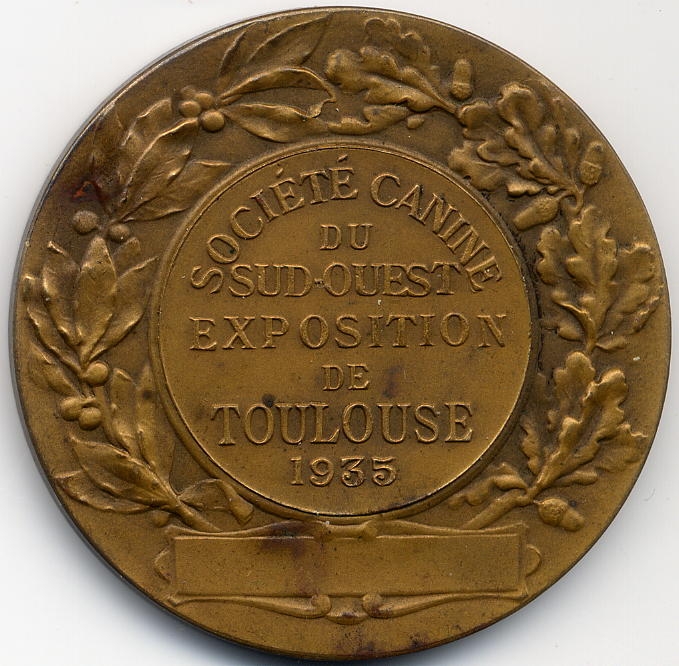 SOCIÉTÉ CANINE
DU
SUD-OUEST
EXPOSITION
DE
TOULOUSE
1935